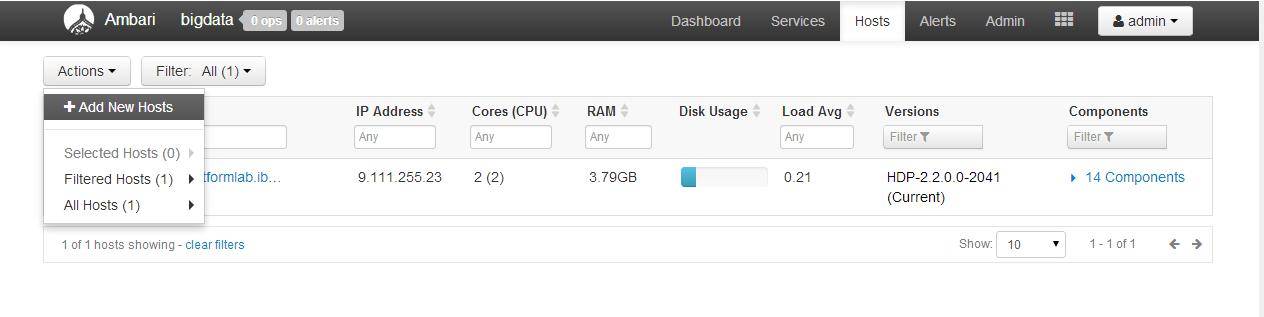 Ambari bigdata 0 ops 0 alerts Dashboard Services Hosts Alerts Admin admin
Actions Filter: All (1)
Add New Hosts
IP Address Cores (CPU) RAM Disk Usage Load Avg Versions Components
Any Any Any Any Filter Filter
Selected Hosts (0)
Filtered Hosts (1)
All Hosts (1)
tformlab.ib... 9.111.255.23 2 (2) 3.79GB 0.21 HDP-2.2.0.0-2041 14 Components
(Current)
1 of 1 hosts showing - clear filters Show: 10 1 - 1 of 1